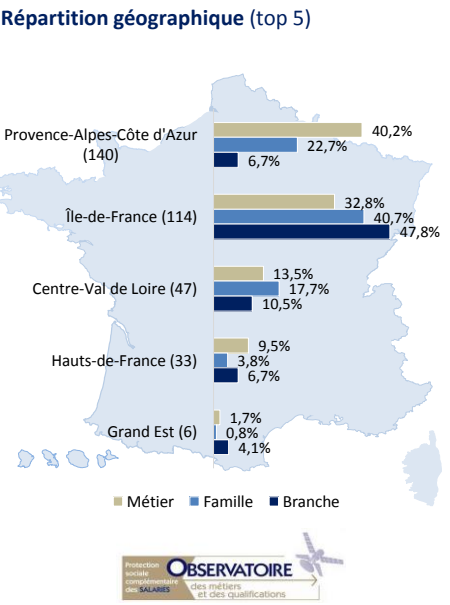 Répartition géographique (top 5)
Provence-Alpes-Côte d'Azur
(140)
40,2%
22,7%
6,7%
Île-de-France (114)
32,8%
40,7%
47,8%
Centre-Val de Loire (47)
13,5%
17,7%
10,5%
Hauts-de-France (33)
9,5%
3,8%
6,7%
Grand Est (6)
1,7%
0,8%
4,1%
Métier Famille Branche
Protection
sociale
complémentaire
des SALARIÉS
OBSERVATOIRE
des métiers
et des qualifications